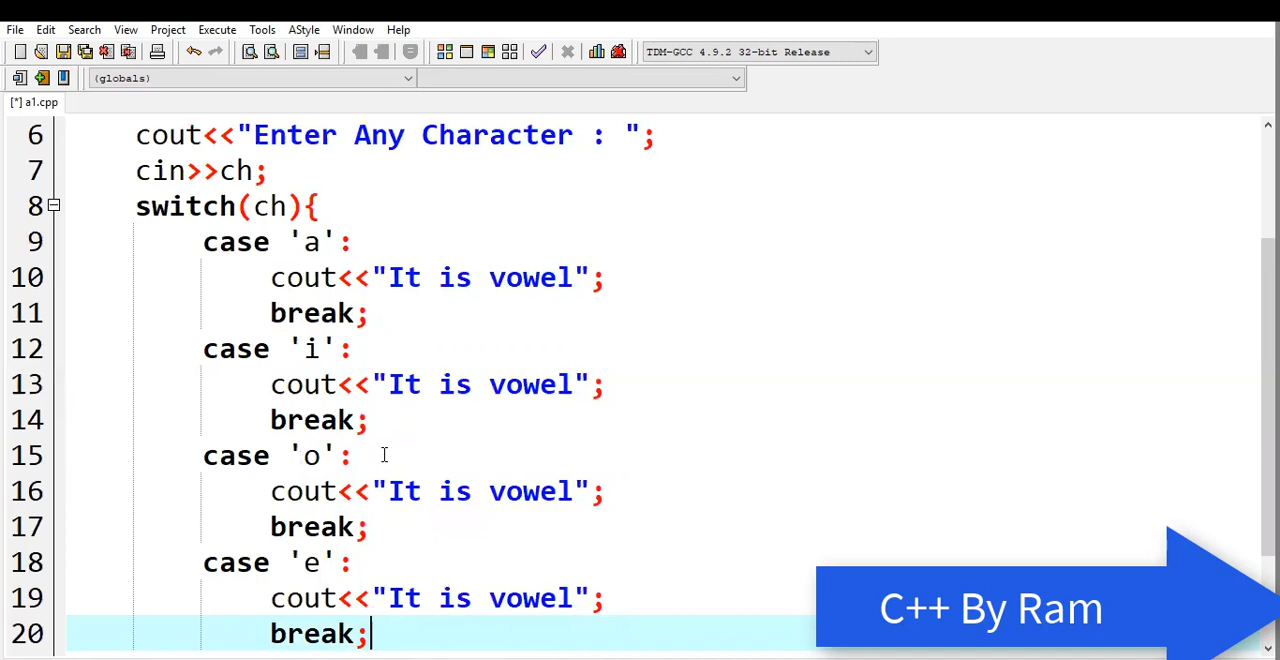 File Edit Search View Project Execute Tools AStyle Window Help
TDM-GCC 4.9.2 32-bit Release
(globals)
[*] a1.cpp
6 cout<<"Enter Any Character : ";
7 cin>>ch;
8 switch(ch){
9 case 'a':
10 cout<<"It is vowel";
11 break;
12 case 'i':
13 cout<<"It is vowel";
14 break;
15 case 'o':
16 cout<<"It is vowel";
17 break;
18 case 'e':
19 cout<<"It is vowel";
20 break;
C++ By Ram